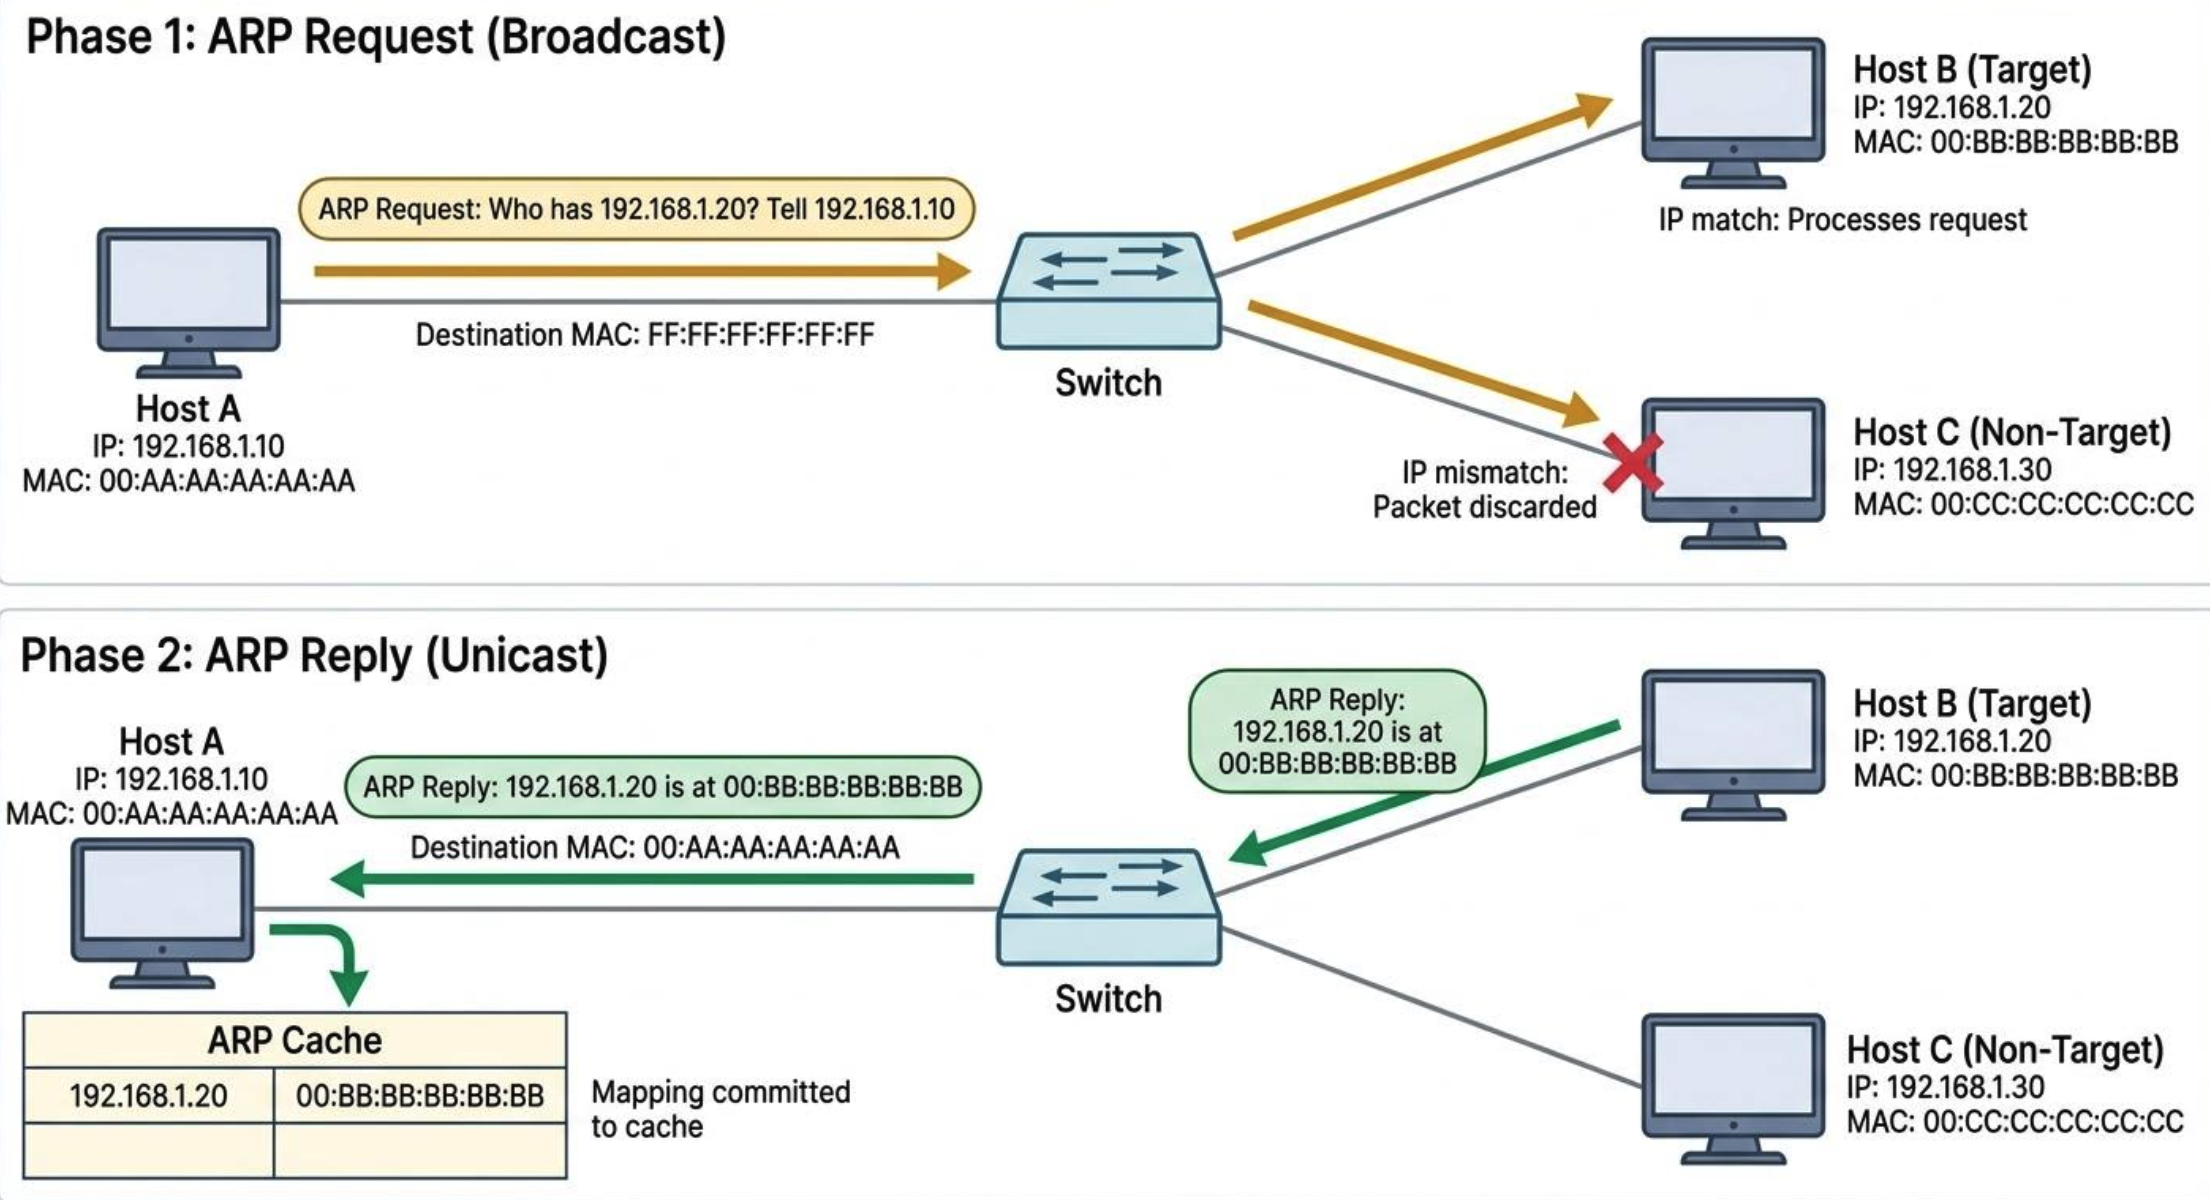 Phase 1: ARP Request (Broadcast)
ARP Request: Who has 192.168.1.20? Tell 192.168.1.10
Destination MAC: FF:FF:FF:FF:FF:FF
Host A
IP: 192.168.1.10
MAC: 00:AA:AA:AA:AA:AA
Switch
Host B (Target)
IP: 192.168.1.20
MAC: 00:BB:BB:BB:BB:BB
IP match: Processes request
IP mismatch:
Packet discarded
Host C (Non-Target)
IP: 192.168.1.30
MAC: 00:CC:CC:CC:CC:CC
Phase 2: ARP Reply (Unicast)
Host A
IP: 192.168.1.10
MAC: 00:AA:AA:AA:AA:AA
ARP Reply: 192.168.1.20 is at 00:BB:BB:BB:BB:BB
Destination MAC: 00:AA:AA:AA:AA:AA
ARP Reply:
192.168.1.20 is at
00:BB:BB:BB:BB:BB
Host B (Target)
IP: 192.168.1.20
MAC: 00:BB:BB:BB:BB:BB
Switch
ARP Cache
192.168.1.20 00:BB:BB:BB:BB:BB
Mapping committed
to cache
Host C (Non-Target)
IP: 192.168.1.30
MAC: 00:CC:CC:CC:CC:CC